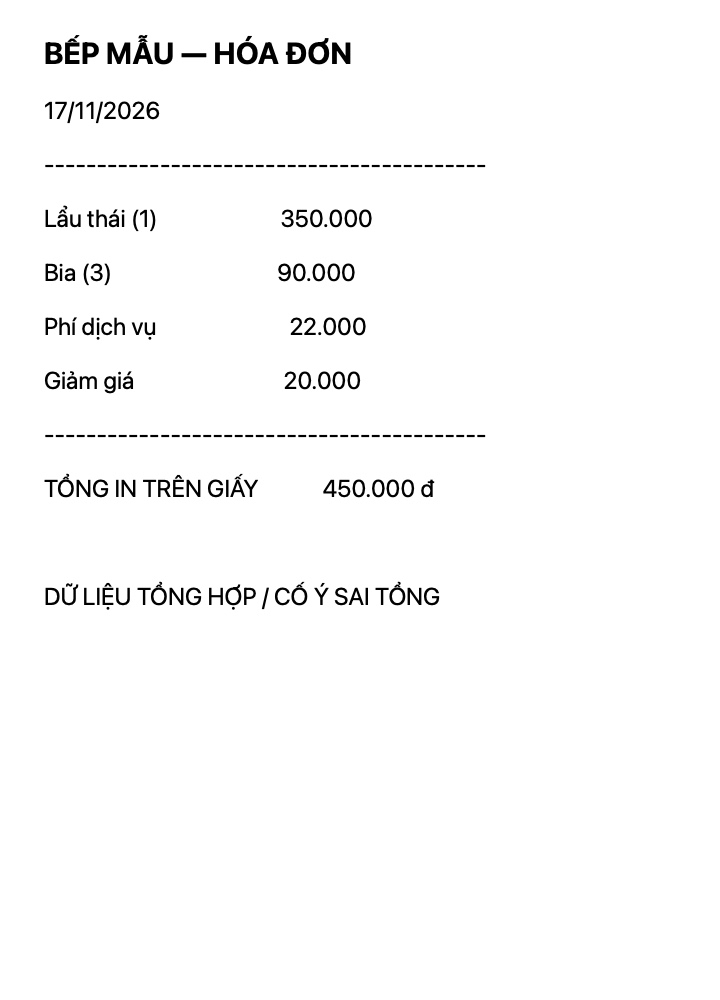 BẾP MẪU — HÓA ĐƠN
17/11/2026
------------------------------------------
Lẩu thái (1) 350.000
Bia (3) 90.000
Phí dịch vụ 22.000
Giảm giá 20.000
------------------------------------------
TỔNG IN TRÊN GIẤY 450.000 đ
DỮ LIỆU TỔNG HỢP / CỐ Ý SAI TỔNG